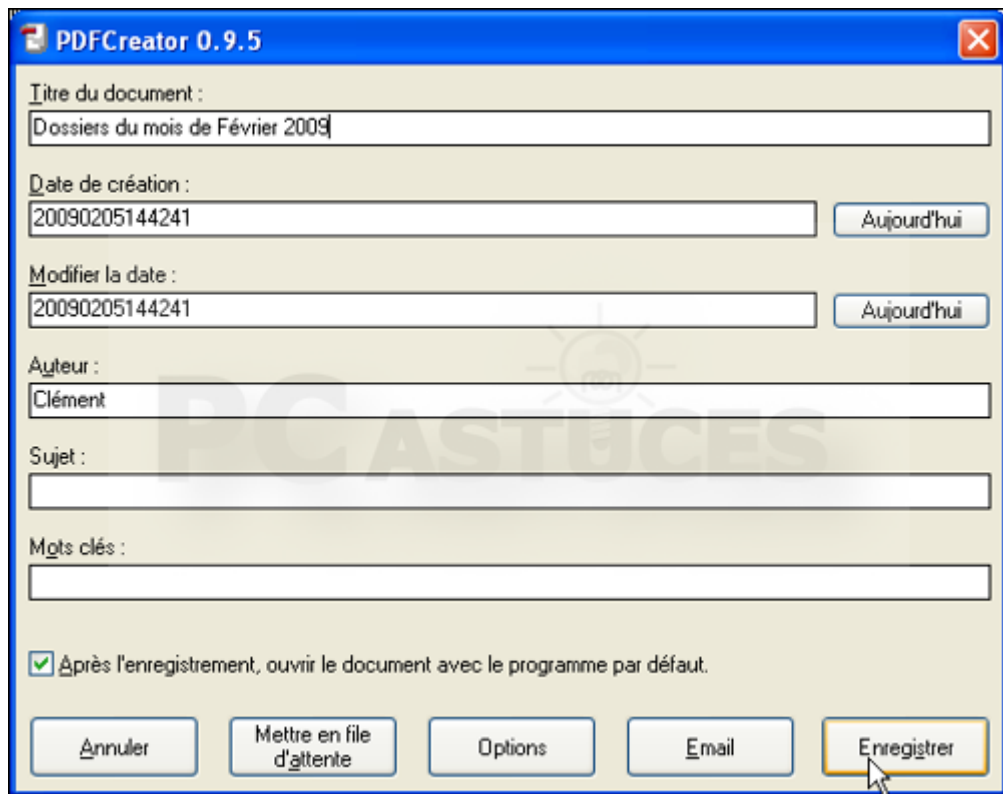 PDFCreator 0.9.5
Titre du document :
Dossiers du mois de Février 2009
Date de création :
20090205144241
Aujourd'hui
Modifier la date :
20090205144241
Aujourd'hui
Auteur :
Clément
PC ASTUCES
Sujet :
Mots clés :
Après l'enregistrement, ouvrir le document avec le programme par défaut.
Annuler
Mettre en file
d'attente
Options
Email
Enregistrer